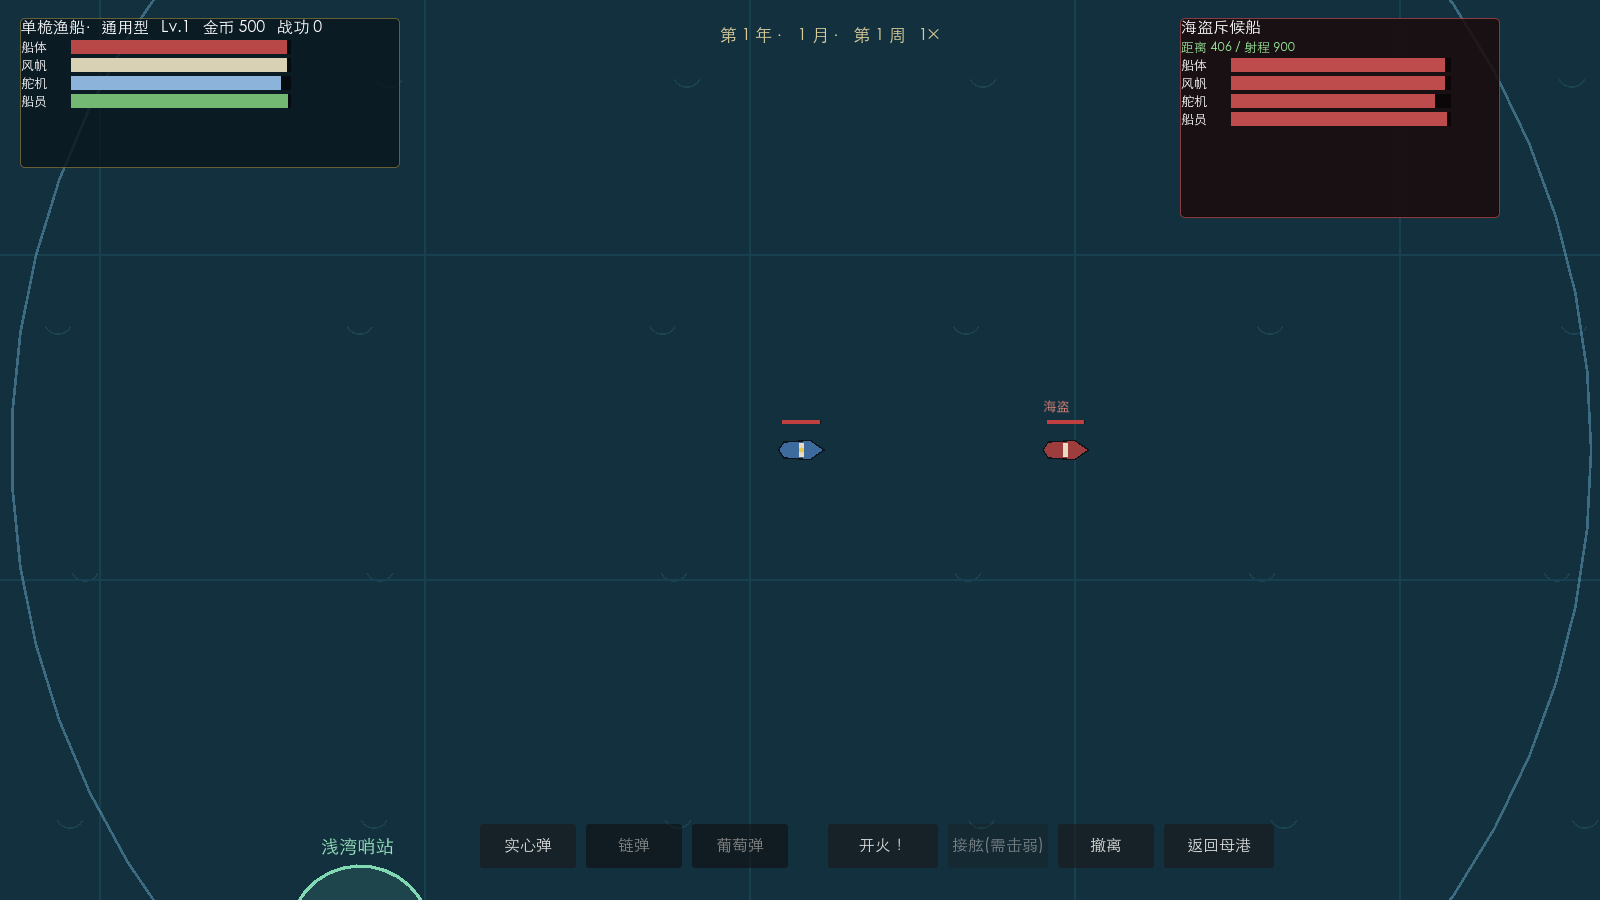 单桅渔船· 通用型 Lv.1 金币 500 战功 0
船体
风帆
舵机
船员
第 1 年 · 1 月 · 第 1 周 1×
海盗斥候船
距离 406 / 射程 900
船体
风帆
舵机
船员
海盗
浅湾哨站
实心弹
链弹
葡萄弹
开火！
接舷(需击弱)
撤离
返回母港